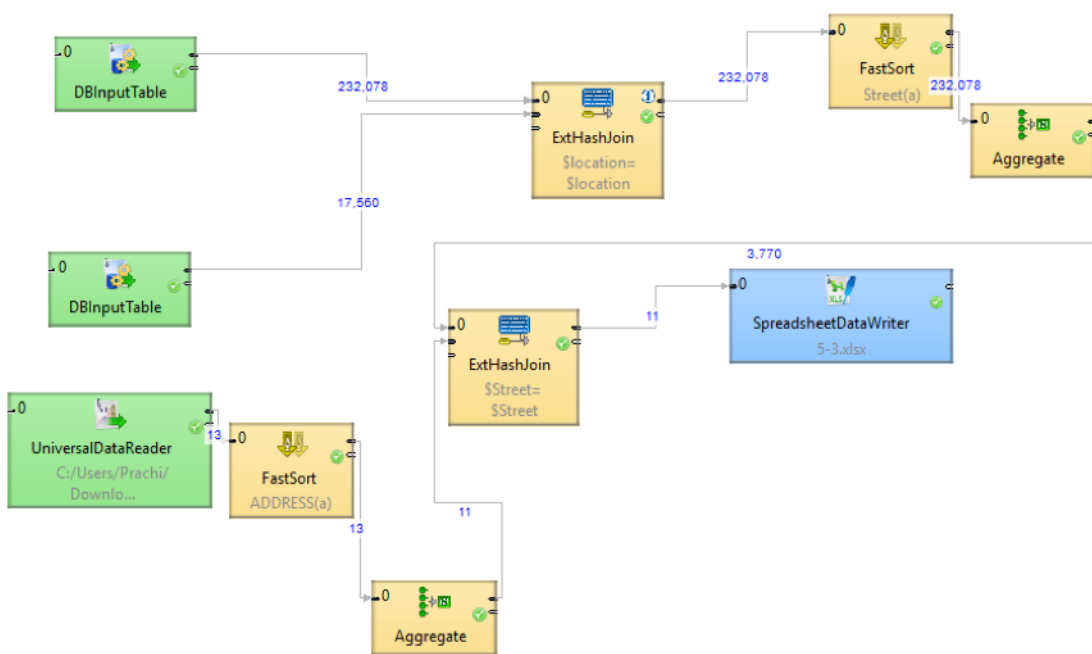 0
DBInputTable
232,078
0
ExtHashJoin
$location=
$location
232,078
0
FastSort
Street(a)
232,078
0
Aggregate
17,560
0
DBInputTable
3,770
0
ExtHashJoin
$Street=
$Street
11
0
XLS
SpreadsheetDataWriter
5-3.xlsx
0
UniversalDataReader
C:/Users/Prachi/
Downlo...
13
0
FastSort
ADDRESS(a)
13
11
0
Aggregate